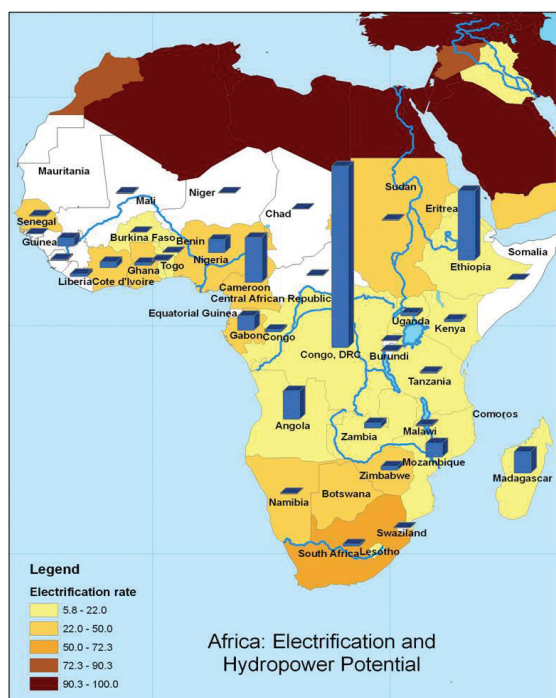 Mauritania
Mali
Niger
Chad
Sudan
Eritrea
Senegal
Guinea
Burkina Faso
Benin
Nigeria
Togo
Ghana
Liberia
Cote d'Ivoire
Cameroon
Central African Republic
Ethiopia
Somalia
Equatorial Guinea
Gabon
Congo
Uganda
Kenya
Congo, DRC
Burundi
Tanzania
Angola
Comoros
Malawi
Zambia
Mozambique
Madagascar
Zimbabwe
Namibia
Botswana
Swaziland
South Africa
Lesotho
Legend
Electrification rate
5.8 - 22.0
22.0 - 50.0
50.0 - 72.3
72.3 - 90.3
90.3 - 100.0
Africa: Electrification and
Hydropower Potential